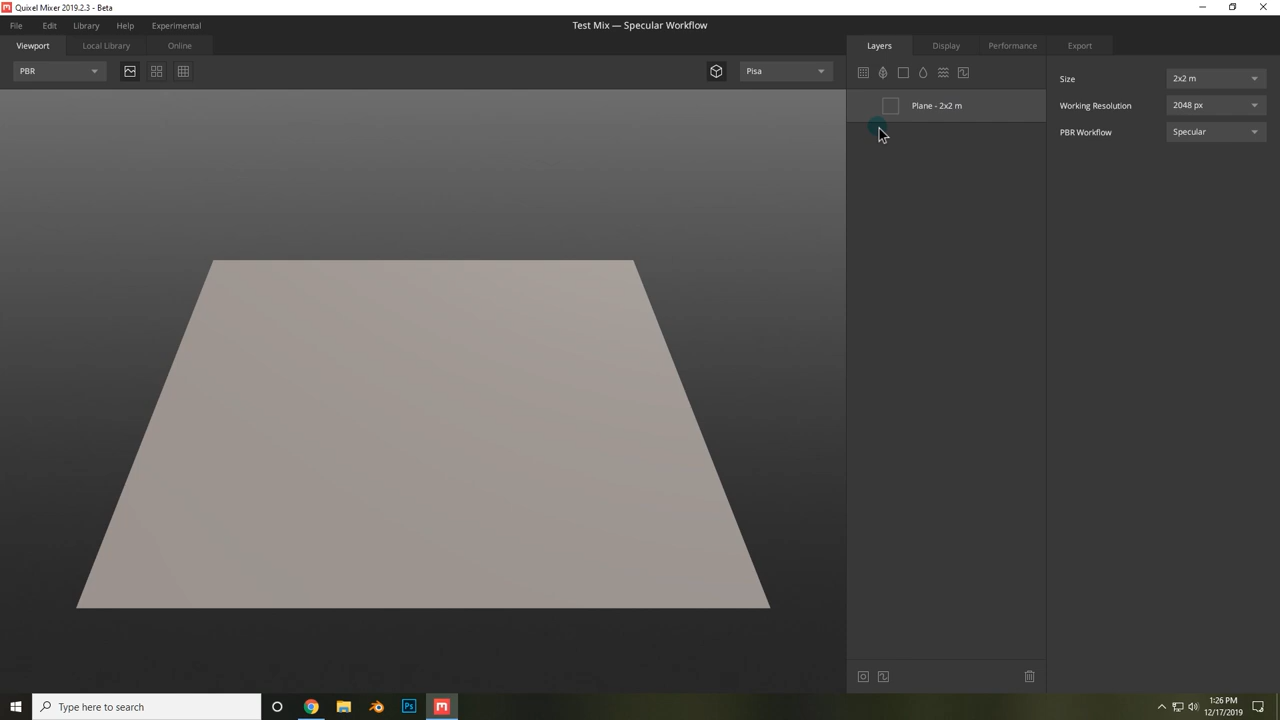 Quixel Mixer 2019.2.3 - Beta
File Edit Library Help Experimental
Test Mix — Specular Workflow
Viewport Local Library Online
Layers Display Performance Export
PBR
Pisa
Size 2x2 m
Plane - 2x2 m
Working Resolution 2048 px
PBR Workflow Specular
Type here to search
Ps
1:26 PM
12/17/2019